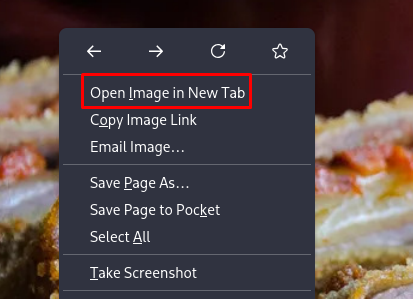 Open Image in New Tab
Copy Image Link
Email Image…
Save Page As…
Save Page to Pocket
Select All
Take Screenshot